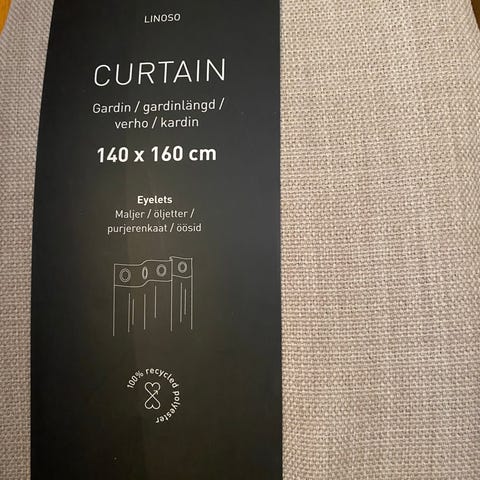 LINOSO
CURTAIN
Gardin / gardinlängd /
verho / kardin
140 x 160 cm
Eyelets
Maljer / öljetter /
purjerenkaat / öösid
100% recycled polyester